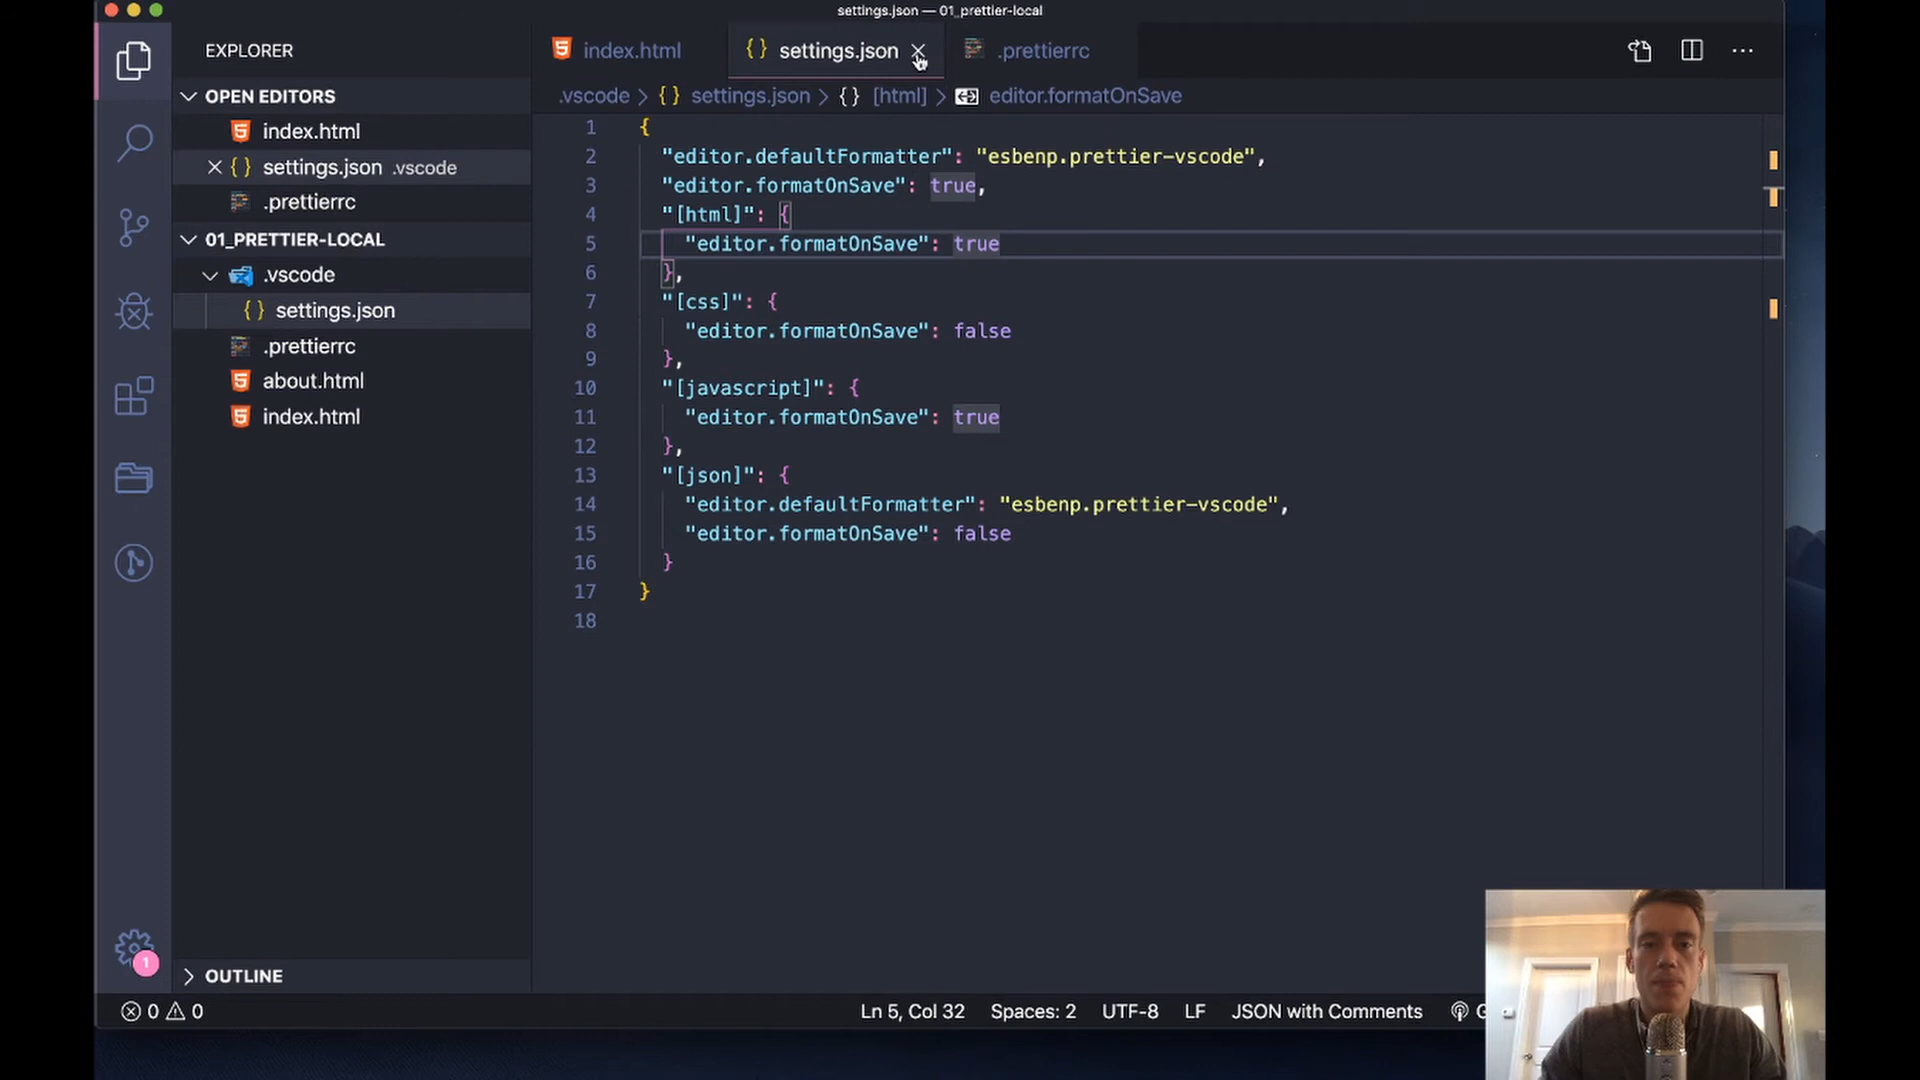 settings.json — 01_prettier-local
EXPLORER
index.html
settings.json
.prettierrc
OPEN EDITORS
.vscode > {} settings.json > {} [html] > editor.formatOnSave
index.html
settings.json .vscode
.prettierrc
01_PRETTIER-LOCAL
.vscode
settings.json
.prettierrc
about.html
index.html
1 {
2 "editor.defaultFormatter": "esbenp.prettier-vscode",
3 "editor.formatOnSave": true,
4 "[html]": {
5 "editor.formatOnSave": true
6 },
7 "[css]": {
8 "editor.formatOnSave": false
9 },
10 "[javascript]": {
11 "editor.formatOnSave": true
12 },
13 "[json]": {
14 "editor.defaultFormatter": "esbenp.prettier-vscode",
15 "editor.formatOnSave": false
16 }
17 }
18
1
OUTLINE
0 0
Ln 5, Col 32 Spaces: 2 UTF-8 LF JSON with Comments